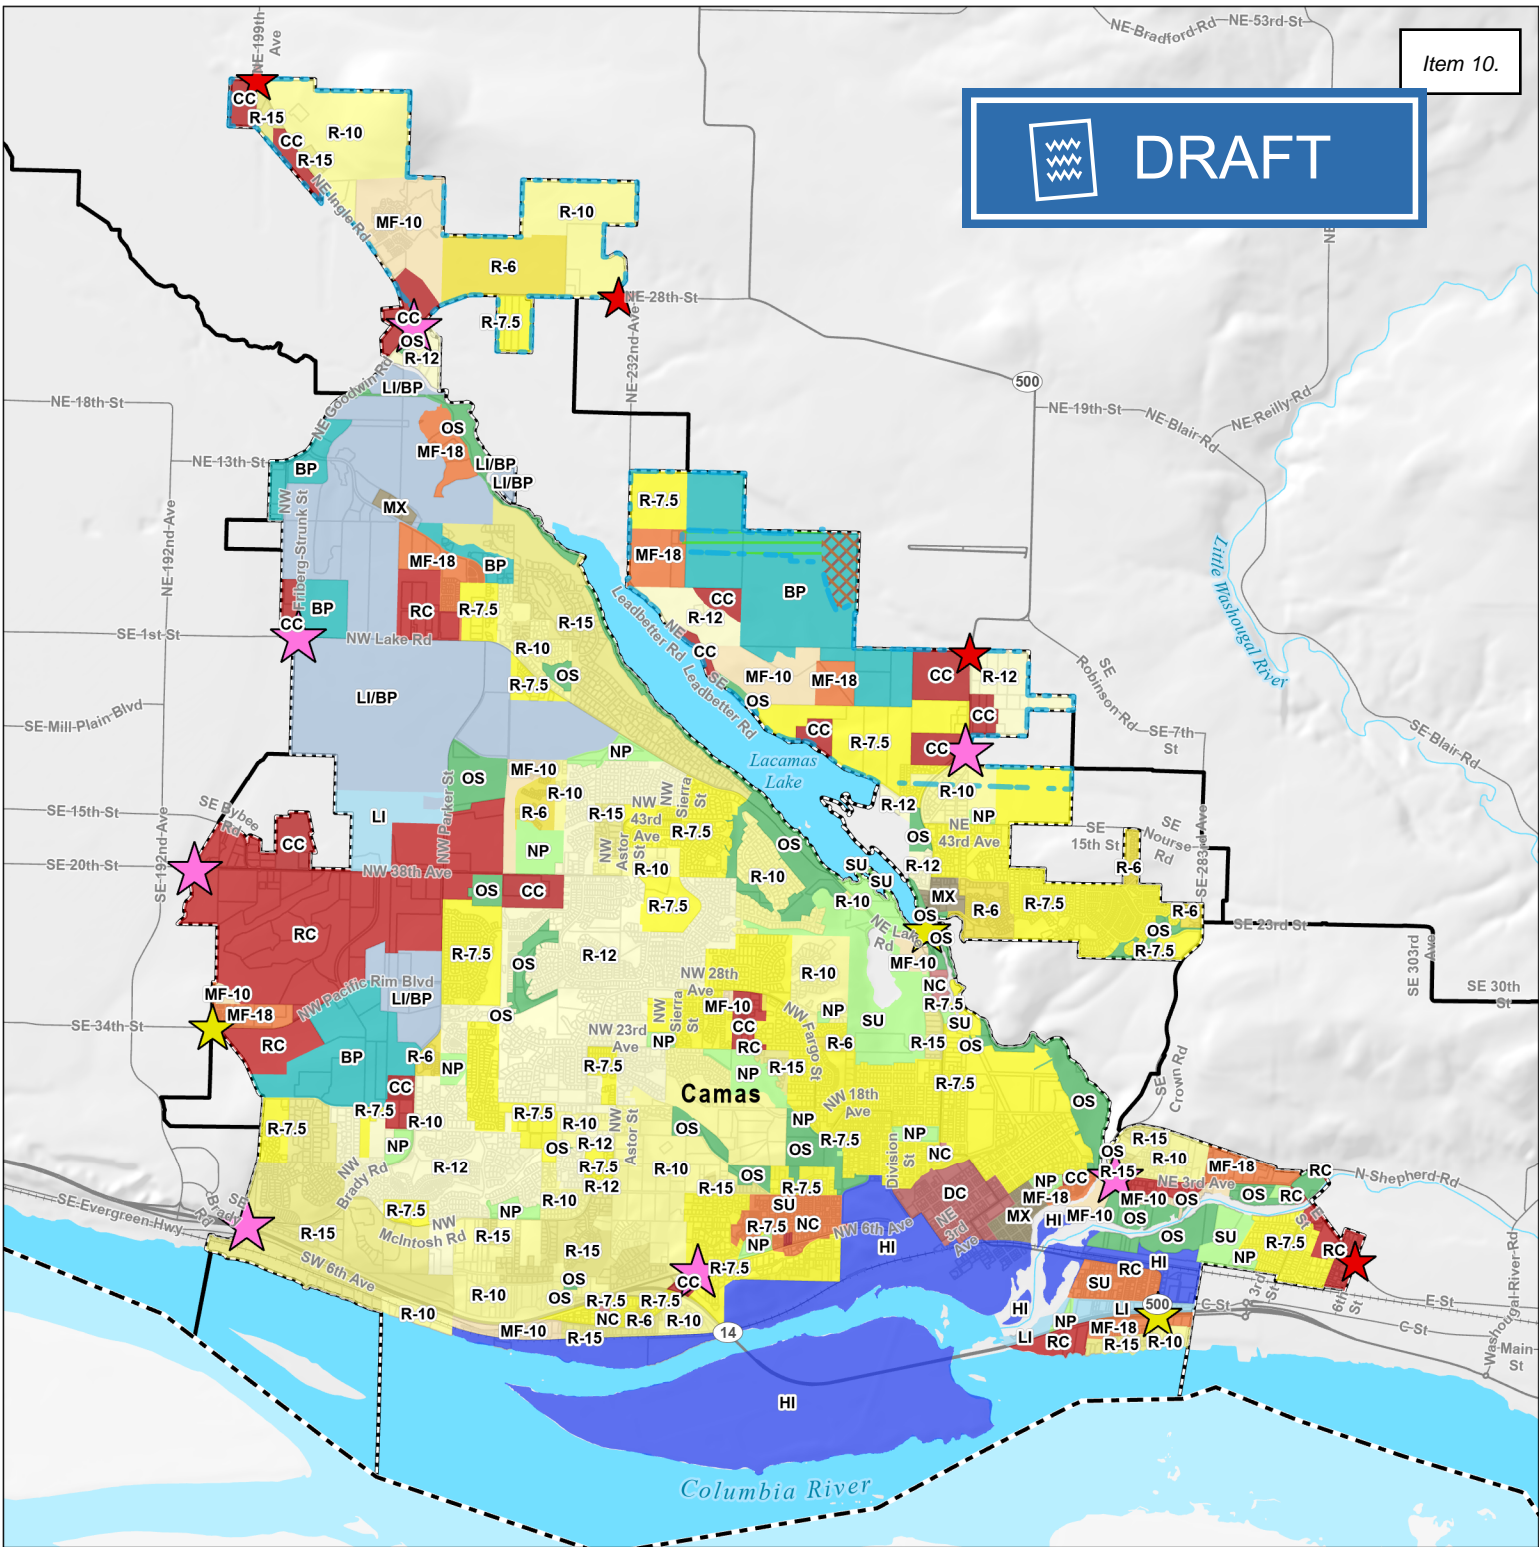 NE 199th
Ave
NE Bradford Rd
NE 53rd St
Item 10.
DRAFT
CC
R-15
R-10
CC
R-15
NE Ingle Rd
MF-10
R-10
NE
R-6
NE 28th St
CC
R-7.5
OS
R-12
NE 232nd Ave
500
LI/BP
NE Goodwin Rd
NE 18th St
NE 19th St
NE Blair Rd
NE Reilly Rd
OS
MF-18
NE 13th St
BP
LI/BP
LI/BP
NW
Friberg-Strunk St
MX
R-7.5
NE 192nd Ave
MF-18
BP
MF-18
BP
Little Washougal River
BP
RC
R-7.5
CC
R-12
R-15
Leadbetter Rd
NE
CC
SE 1st St
NW Lake Rd
R-10
CC
SE
Leadbetter Rd
OS
R-7.5
MF-10
MF-18
CC
R-12
SE
Robinson Rd
LI/BP
OS
CC
SE Mill Plain Blvd
CC
R-7.5
CC
SE 7th
St
SE Blair Rd
NP
Lacamas
Lake
OS
MF-10
R-10
R-10
NW Parker St
R-6
R-15
NW
43rd
Ave
NW
Sierra
St
R-7.5
R-12
NP
SE 15th St
SE Bybee
Rd
LI
NW
Astor
St
OS
NE
43rd Ave
SE
15th St
SE
Nourse
Rd
SE 283rd Ave
CC
NP
OS
SE 20th St
SE 192nd Ave
NW 38th Ave
R-10
R-10
SU
SU
R-12
R-6
OS
CC
R-7.5
R-10
MX
R-6
R-7.5
R-6
OS
NE Lake
Rd
OS
OS
R-7.5
SE 23rd St
RC
R-7.5
R-12
OS
MF-10
SE 303rd
Ave
NW Pacific Rim Blvd
LI/BP
NW 28th
Ave
R-10
NC
R-7.5
SE 30th
St
MF-10
MF-18
OS
NW
Sierra
St
MF-10
NP
SU
SU
SE 34th St
RC
BP
NW 23rd
Ave
NP
CC
RC
NW Fargo St
R-6
R-15
OS
R-6
NP
R-7.5
NP
R-15
R-7.5
SE
Crown Rd
CC
Camas
R-7.5
R-10
R-7.5
R-10
NW
Astor St
NW 18th
Ave
OS
R-7.5
OS
NP
NP
R-12
OS
R-12
R-7.5
R-12
R-10
OS
R-7.5
Division
St
NP
NC
OS
R-15
R-10
NW
Brady Rd
R-10
OS
R-15
R-7.5
R-15
MF-18
RC
N Shepherd Rd
NE 3rd Ave
NP
CC
MF-18
MF-10
OS
OS
RC
SE Evergreen Hwy
SE
Brady
Rd
R-7.5
NP
NW
McIntosh Rd
SU
R-7.5
NC
NP
DC
NE
3rd
Ave
MX
HI
MF-10
OS
OS
SU
NP
R-7.5
E
St
RC
R-15
R-15
R-15
NW 6th Ave
HI
Washougal River Rd
SW 6th Ave
OS
CC
R-7.5
RC
HI
SU
R-10
R-10
OS
R-7.5
R-7.5
NC
R-6
R-10
HI
LI
500
C St
3rd
St
6th
St
E St
C St
MF-10
R-15
14
LI
NP
RC
MF-18
R-15
R-10
Main
St
HI
Columbia River